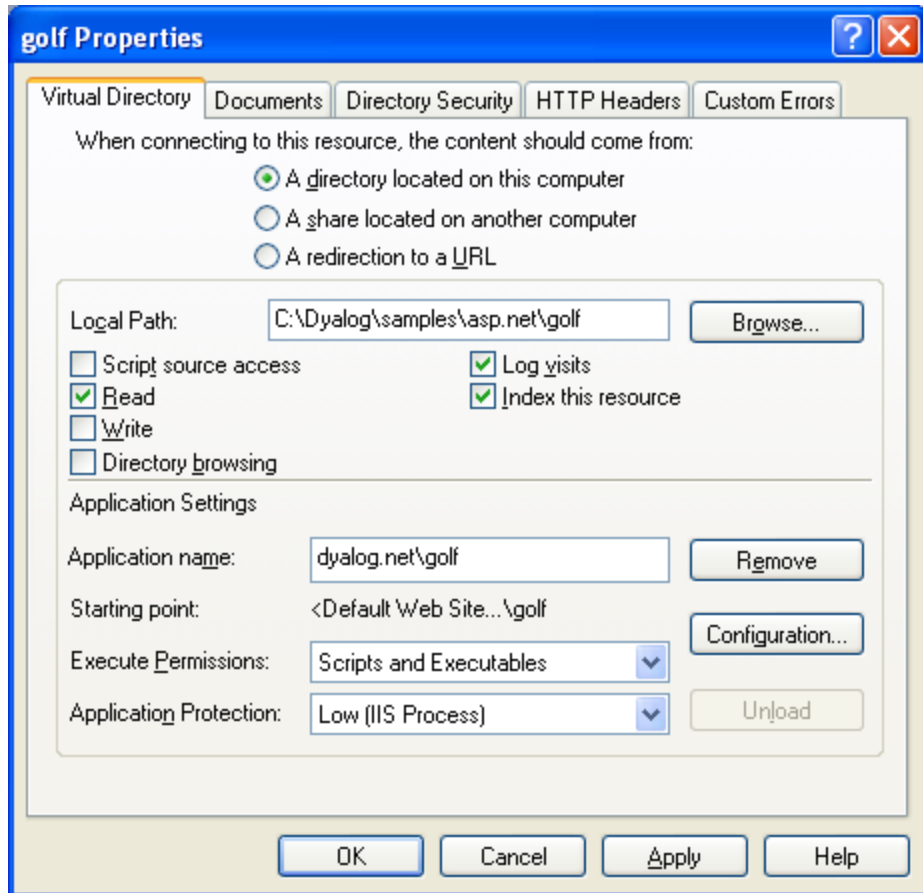 golf Properties
?
Virtual Directory Documents Directory Security HTTP Headers Custom Errors
When connecting to this resource, the content should come from:
A directory located on this computer
A share located on another computer
A redirection to a URL
Local Path: C:\Dyalog\samples\asp.net\golf Browse...
Script source access Log visits
Read Index this resource
Write
Directory browsing
Application Settings
Application name: dyalog.net\golf Remove
Starting point: <Default Web Site...\golf
Configuration...
Execute Permissions: Scripts and Executables
Application Protection: Low (IIS Process) Unload
OK Cancel Apply Help